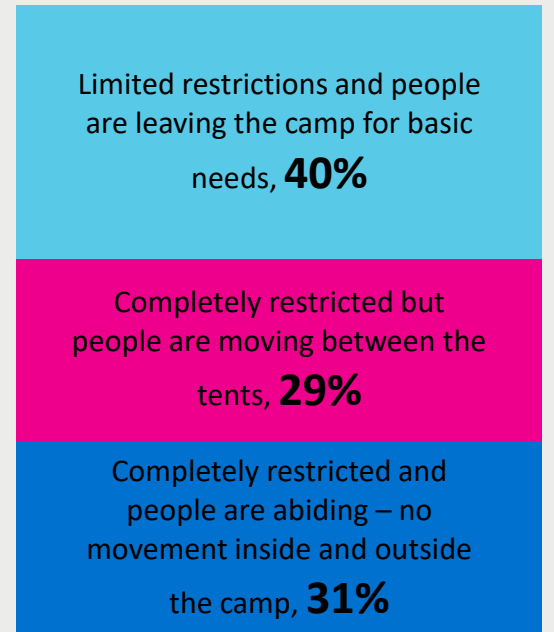 Limited restrictions and people
are leaving the camp for basic
needs, 40%
Completely restricted but
people are moving between the
tents, 29%
Completely restricted and
people are abiding – no
movement inside and outside
the camp, 31%